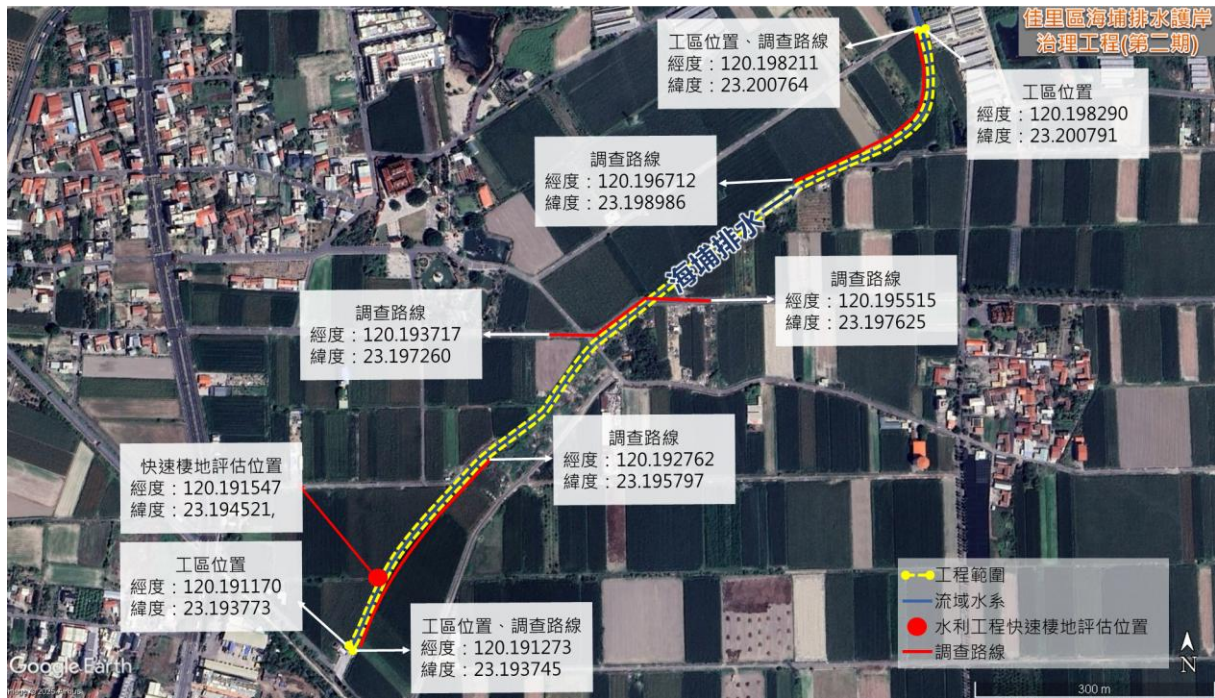 佳里區海埔排水護岸
治理工程(第二期)
工區位置、調查路線
經度：120.198211
緯度：23.200764
工區位置
經度：120.198290
緯度：23.200791
調查路線
經度：120.196712
緯度：23.198986
海埔排水
調查路線
經度：120.195515
緯度：23.197625
調查路線
經度：120.193717
緯度：23.197260
調查路線
經度：120.192762
緯度：23.195797
快速棲地評估位置
經度：120.191547
緯度：23.194521,
工區位置
經度：120.191170
緯度：23.193773
工區位置、調查路線
經度：120.191273
緯度：23.193745
工程範圍
流域水系
水利工程快速棲地評估位置
調查路線
N
300 m
Google Earth